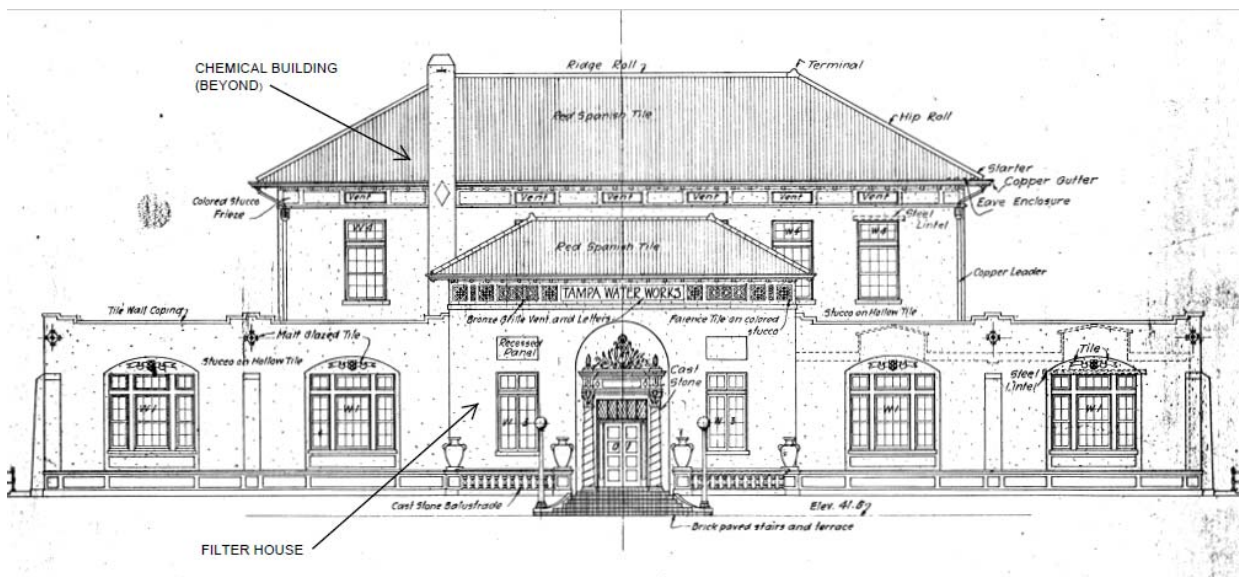 CHEMICAL BUILDING
(BEYOND)
Ridge Roll
Terminal
Red Spanish Tile
Hip Roll
Starter
Copper Gutter
Eave Enclosure
Colored Stucco
Frieze
Vent
Vent
Vent
Vent
Vent
Vent
Steel
Lintel
Red Spanish Tile
Copper Leader
TAMPA WATER WORKS
Tile Wall Coping
Bronze Grille Vent and Letters
Faience Tile on colored
stucco
Stucco on Hollow Tile
Matt Glazed Tile
Stucco on Hollow Tile
Recessed
Panel
Tile
Cast
Stone
Steel
Lintel
W1
W1
W1
W1
Cast Stone Balustrade
Elev. 41.87
Brick paved stairs and terrace
FILTER HOUSE